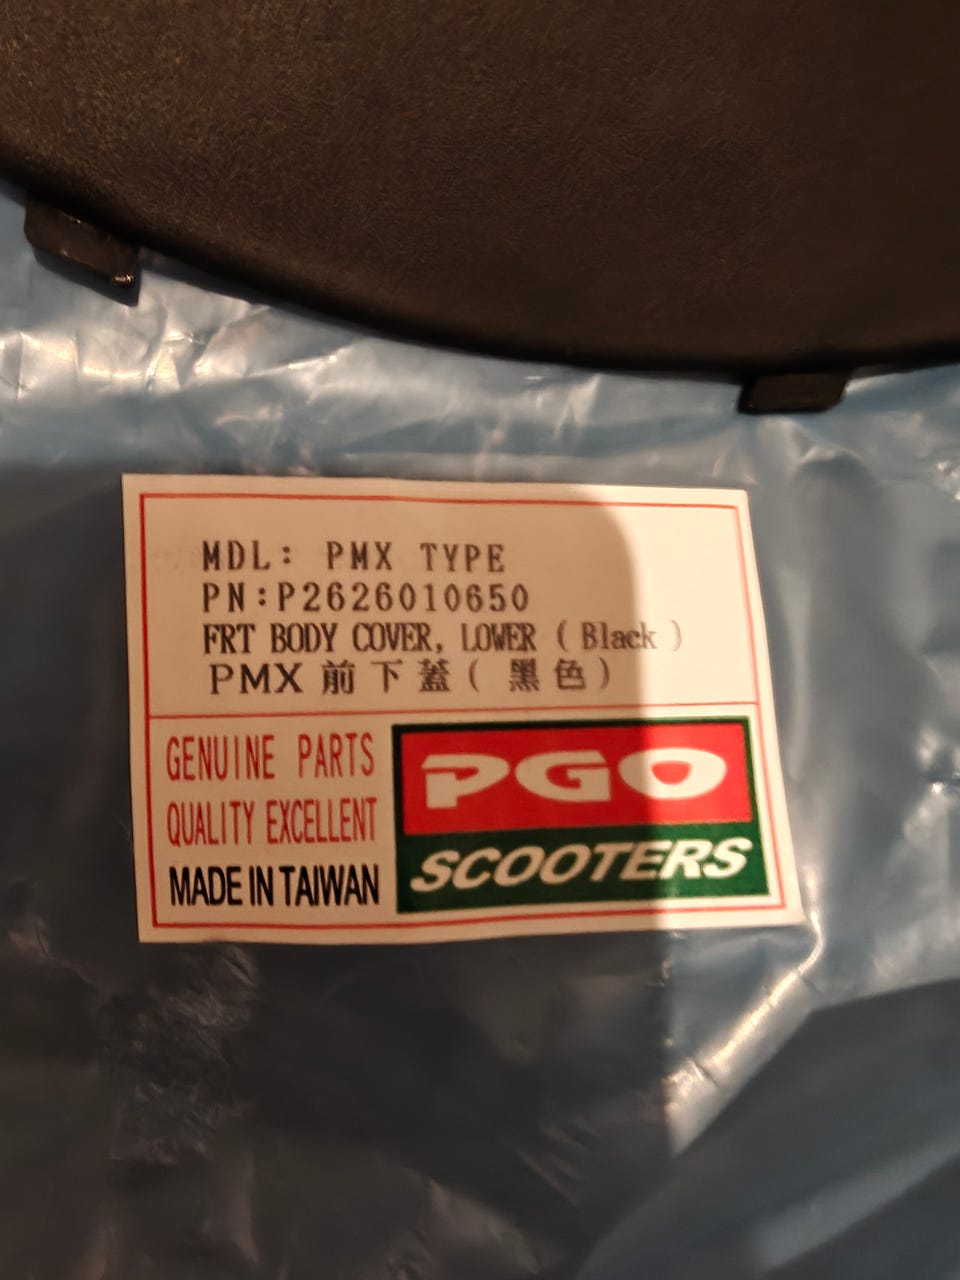 MDL: PMX TYPE
PN:P2626010650
FRT BODY COVER, LOWER ( Black )
PMX 前下蓋( 黑色)
GENUINE PARTS
QUALITY EXCELLENT
MADE IN TAIWAN
PGO
SCOOTERS